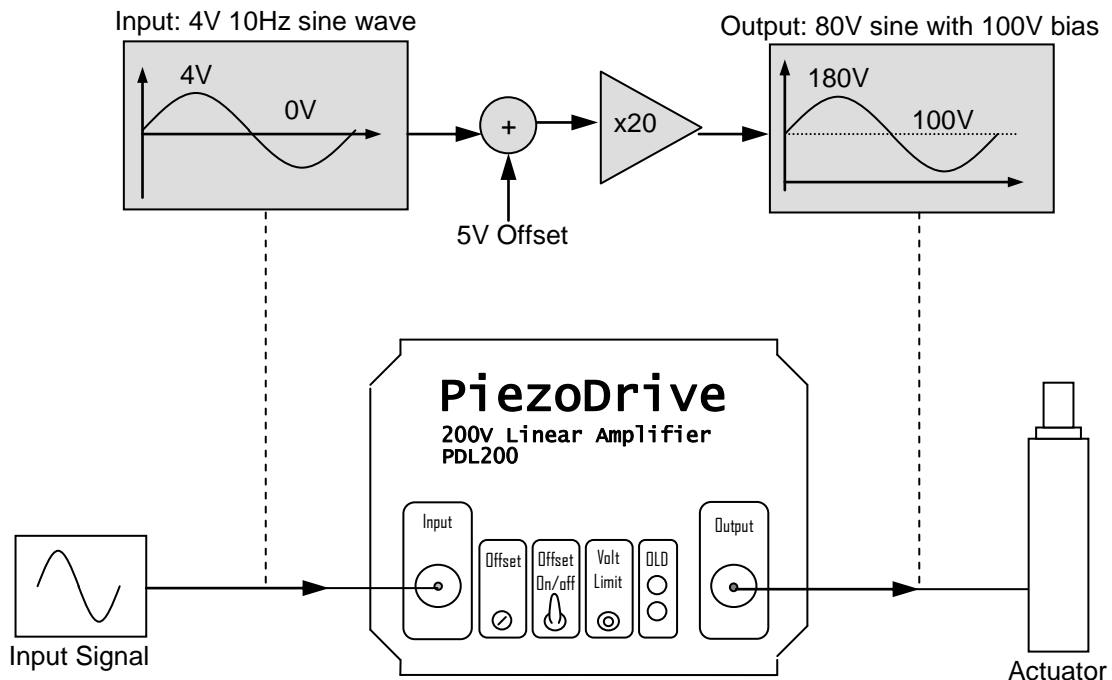 Input: 4V 10Hz sine wave
Output: 80V sine with 100V bias
4V
0V
+
x20
180V
100V
5V Offset
PiezoDrive
200V Linear Amplifier
PDL200
Input
Offset
Offset
On/off
Volt
Limit
OLD
Output
Input Signal
Actuator